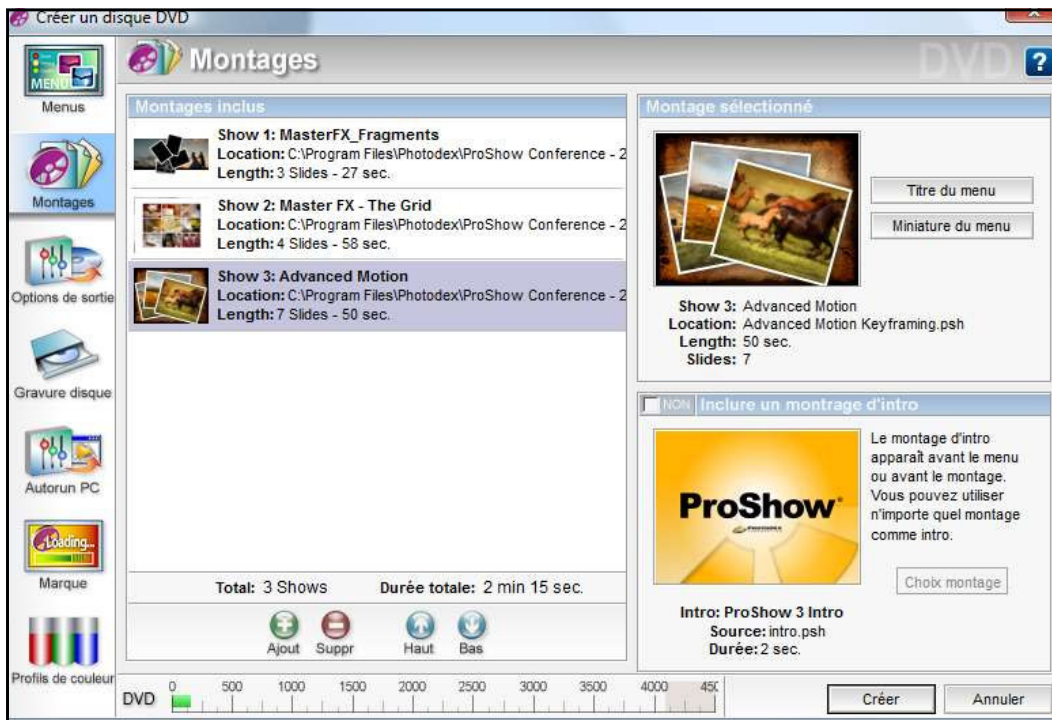 Créer un disque DVD
MENU
Menus
Montages
Options de sortie
Gravure disque
Autorun PC
Loading...
Marque
Profils de couleur
Montages
DVD
?
Montages inclus
Show 1: MasterFX_Fragments
Location: C:\Program Files\Photodex\ProShow Conference - 2
Length: 3 Slides - 27 sec.
Show 2: Master FX - The Grid
Location: C:\Program Files\Photodex\ProShow Conference - 2
Length: 4 Slides - 58 sec.
Show 3: Advanced Motion
Location: C:\Program Files\Photodex\ProShow Conference - 2
Length: 7 Slides - 50 sec.
Total: 3 Shows Durée totale: 2 min 15 sec.
Ajout Suppr Haut Bas
Montage sélectionné
Titre du menu
Miniature du menu
Show 3: Advanced Motion
Location: Advanced Motion Keyframing.psh
Length: 50 sec.
Slides: 7
NON Inclure un montrage d'intro
ProShow
Le montage d'intro
apparaît avant le menu
ou avant le montage.
Vous pouvez utiliser
n'importe quel montage
comme intro.
Choix montage
Intro: ProShow 3 Intro
Source: intro.psh
Durée: 2 sec.
DVD 0 500 1000 1500 2000 2500 3000 3500 4000 450
Créer Annuler